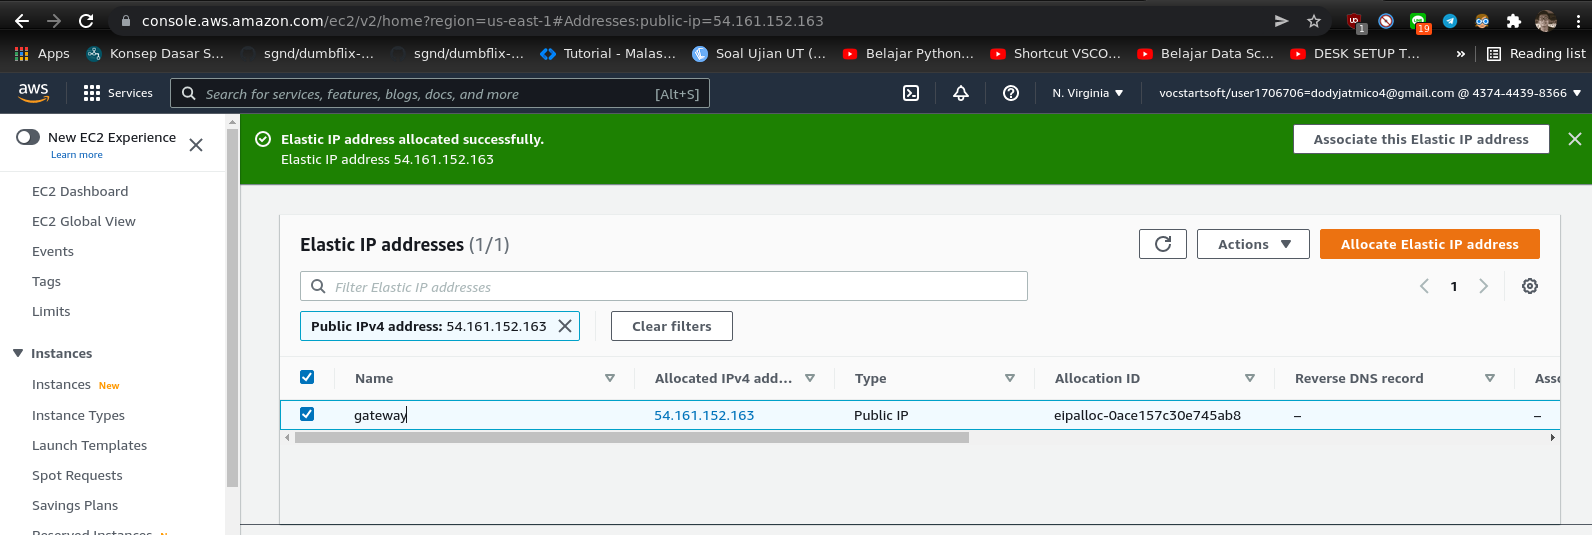 console.aws.amazon.com/ec2/v2/home?region=us-east-1#Addresses:public-ip=54.161.152.163
1
19
Apps
Konsep Dasar S...
sgnd/dumbflix-...
sgnd/dumbflix-...
Tutorial - Malas...
Soal Ujian UT (...
Belajar Python...
Shortcut VSCO...
Belajar Data Sc...
DESK SETUP T...
»
Reading list
aws
Services
Search for services, features, blogs, docs, and more
[Alt+S]
N. Virginia
vocstartsoft/user1706706=dodyjatmico4@gmail.com @ 4374-4439-8366
New EC2 Experience
Learn more
EC2 Dashboard
EC2 Global View
Events
Tags
Limits
Instances
Instances New
Instance Types
Launch Templates
Spot Requests
Savings Plans
Reserved Instances
Elastic IP address allocated successfully.
Elastic IP address 54.161.152.163
Associate this Elastic IP address
Elastic IP addresses (1/1)
Actions
Allocate Elastic IP address
Filter Elastic IP addresses
1
Public IPv4 address: 54.161.152.163
Clear filters
Name
Allocated IPv4 add...
Type
Allocation ID
Reverse DNS record
Asso
gateway
54.161.152.163
Public IP
eipalloc-0ace157c30e745ab8
–
–